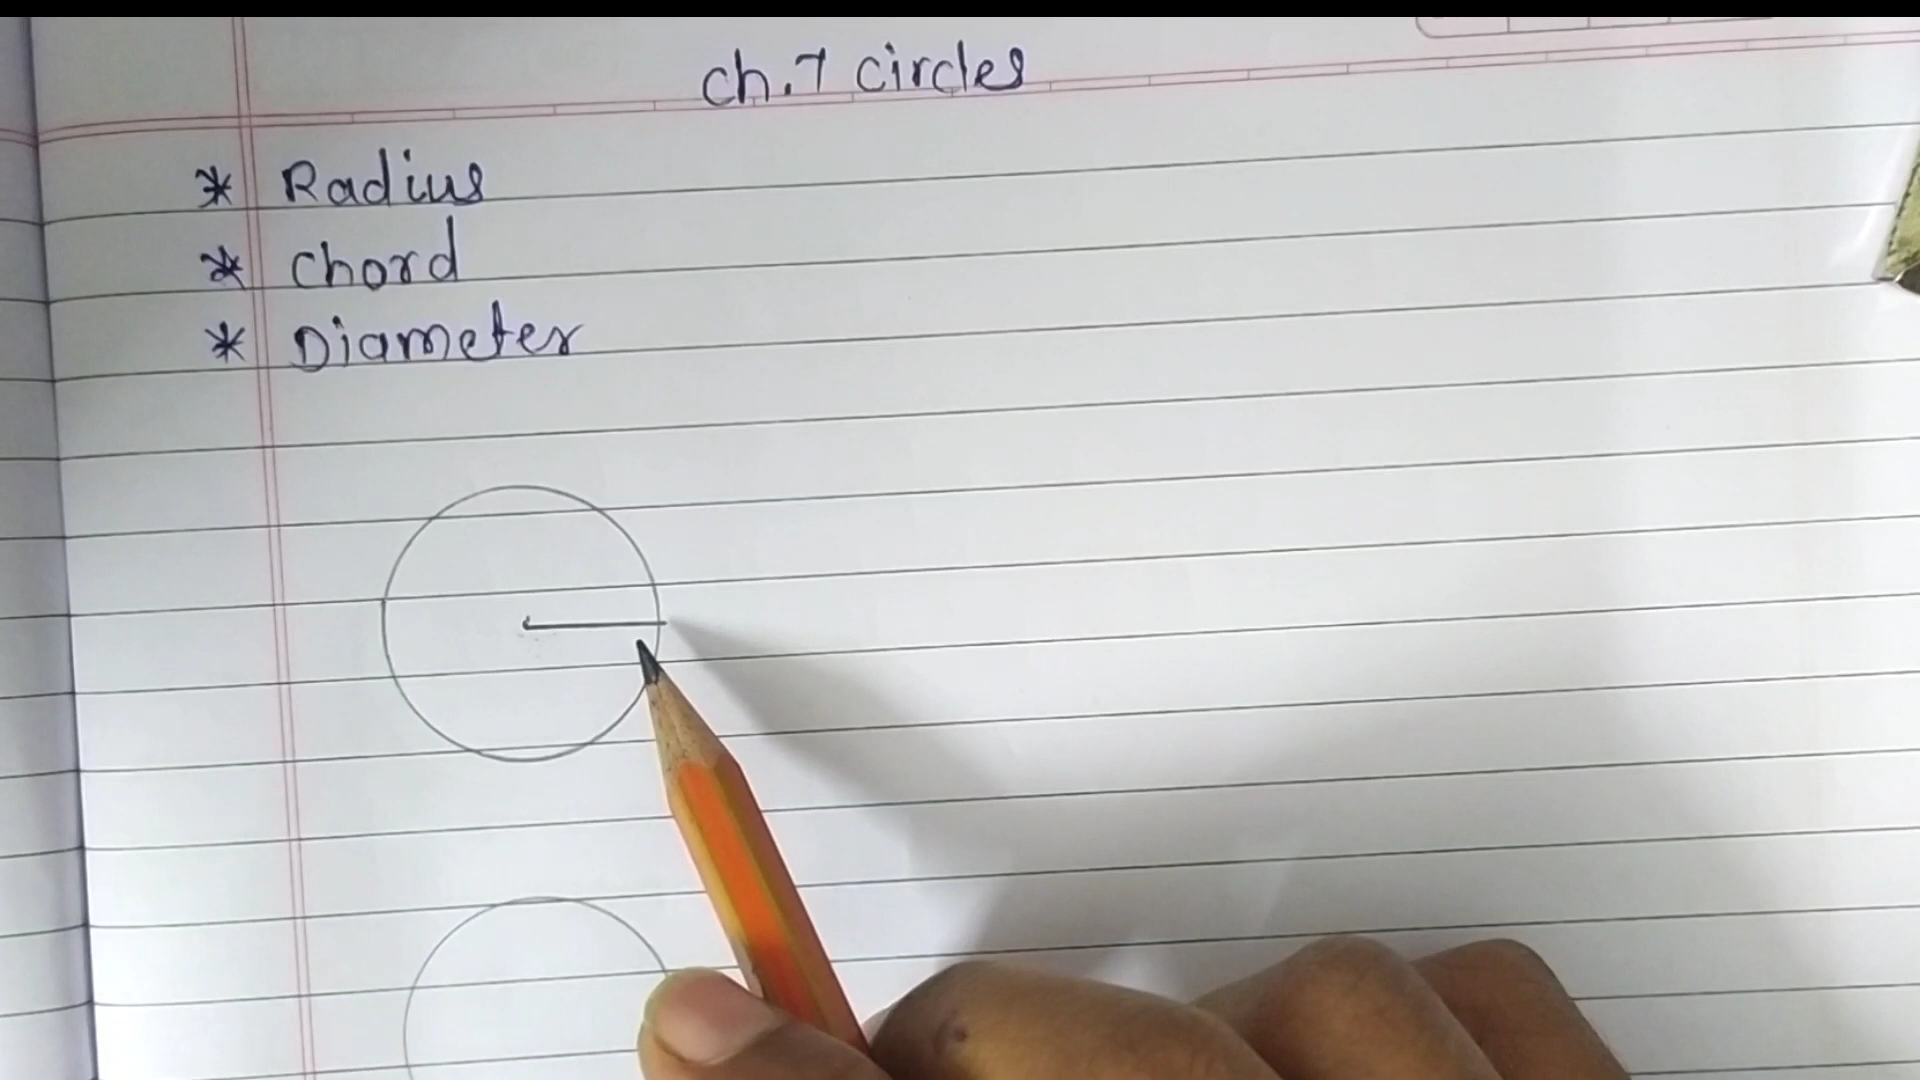 ch.7 circles
* Radius
* chord
* Diameter